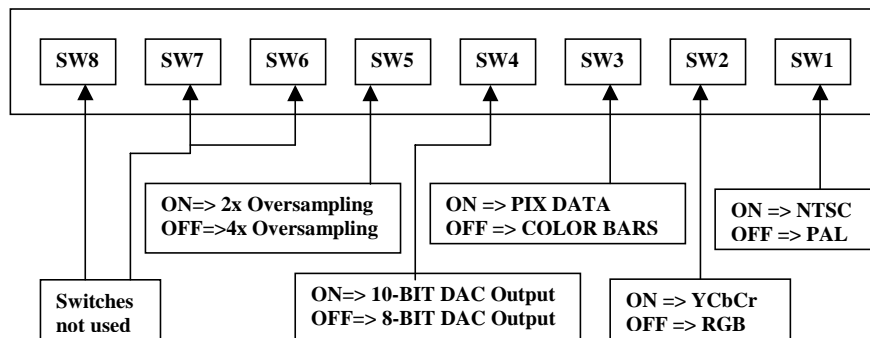 SW8 SW7 SW6 SW5 SW4 SW3 SW2 SW1
ON=> 2x Oversampling
OFF=>4x Oversampling
ON => PIX DATA
OFF => COLOR BARS
ON => NTSC
OFF => PAL
Switches
not used
ON=> 10-BIT DAC Output
OFF=> 8-BIT DAC Output
ON => YCbCr
OFF => RGB